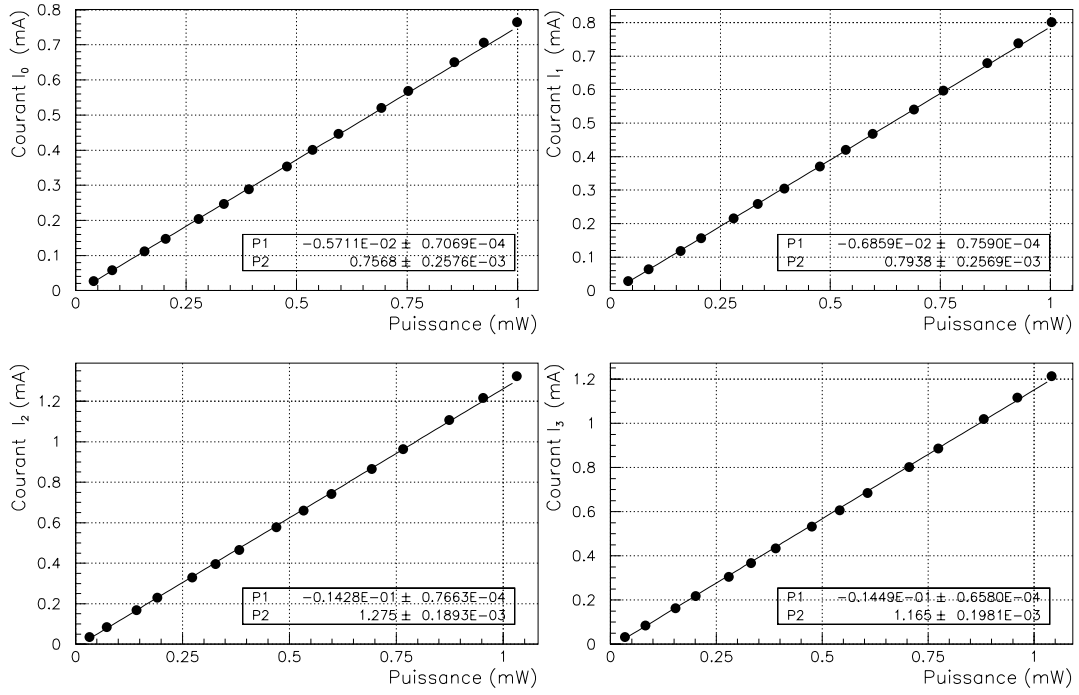 Courant I₀ (mA)
0.8
0.7
0.6
0.5
0.4
0.3
0.2
0.1
0
P1 -0.5711E-02 ± 0.7069E-04
P2 0.7568 ± 0.2576E-03
0 0.25 0.5 0.75 1
Puissance (mW)
Courant I₁ (mA)
0.8
0.7
0.6
0.5
0.4
0.3
0.2
0.1
0
P1 -0.6859E-02 ± 0.7590E-04
P2 0.7938 ± 0.2569E-03
0 0.25 0.5 0.75 1
Puissance (mW)
Courant I₂ (mA)
1.2
1
0.8
0.6
0.4
0.2
0
P1 -0.1428E-01 ± 0.7663E-04
P2 1.275 ± 0.1893E-03
0 0.25 0.5 0.75 1
Puissance (mW)
Courant I₃ (mA)
1.2
1
0.8
0.6
0.4
0.2
0
P1 -0.1449E-01 ± 0.6580E-04
P2 1.165 ± 0.1981E-03
0 0.25 0.5 0.75 1
Puissance (mW)